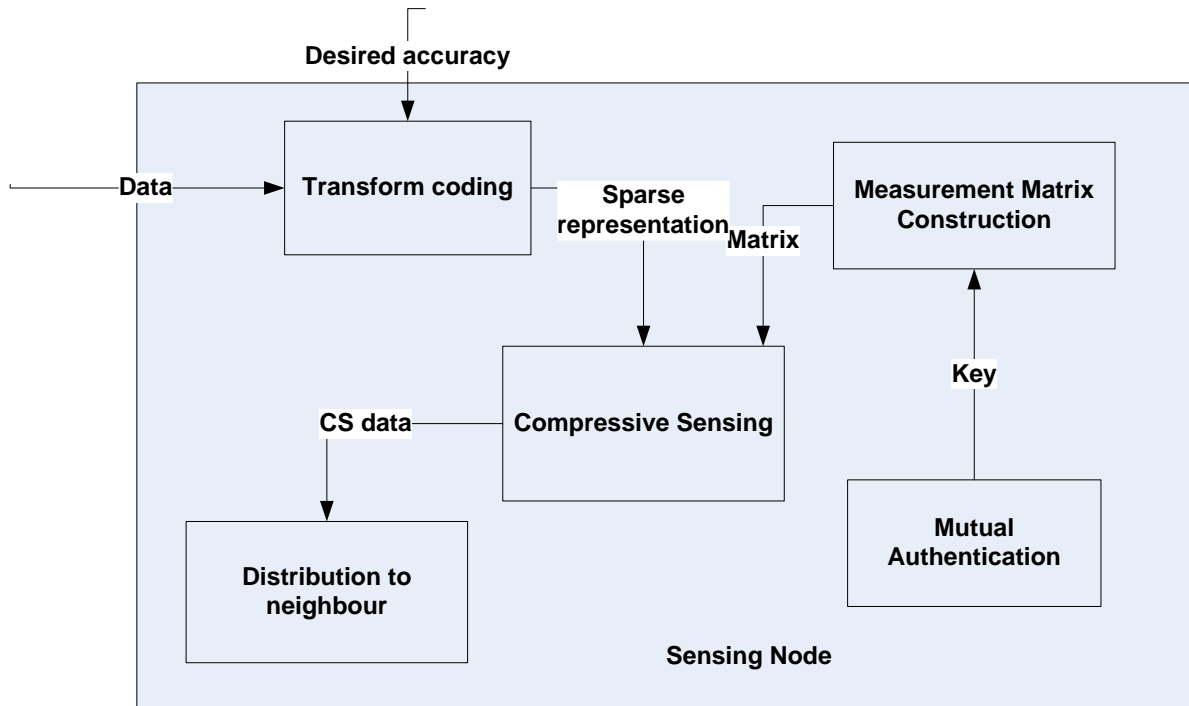 Desired accuracy
Data
Transform coding
Sparse
representation
Matrix
Measurement Matrix
Construction
Key
Compressive Sensing
CS data
Mutual
Authentication
Distribution to
neighbour
Sensing Node